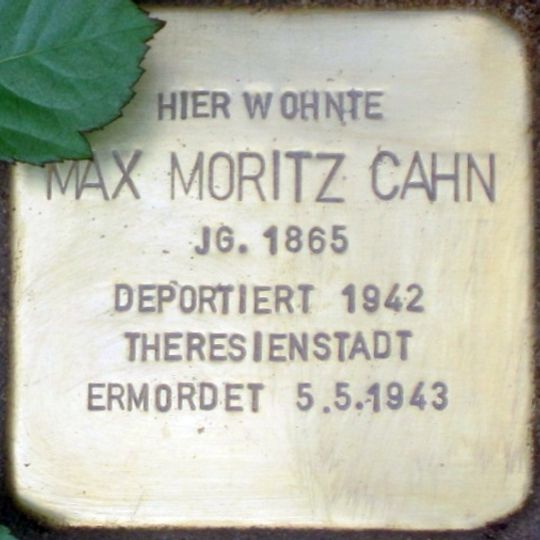 HIER WOHNTE
MAX MORITZ CAHN
JG. 1865
DEPORTIERT 1942
THERESIENSTADT
ERMORDET 5.5.1943